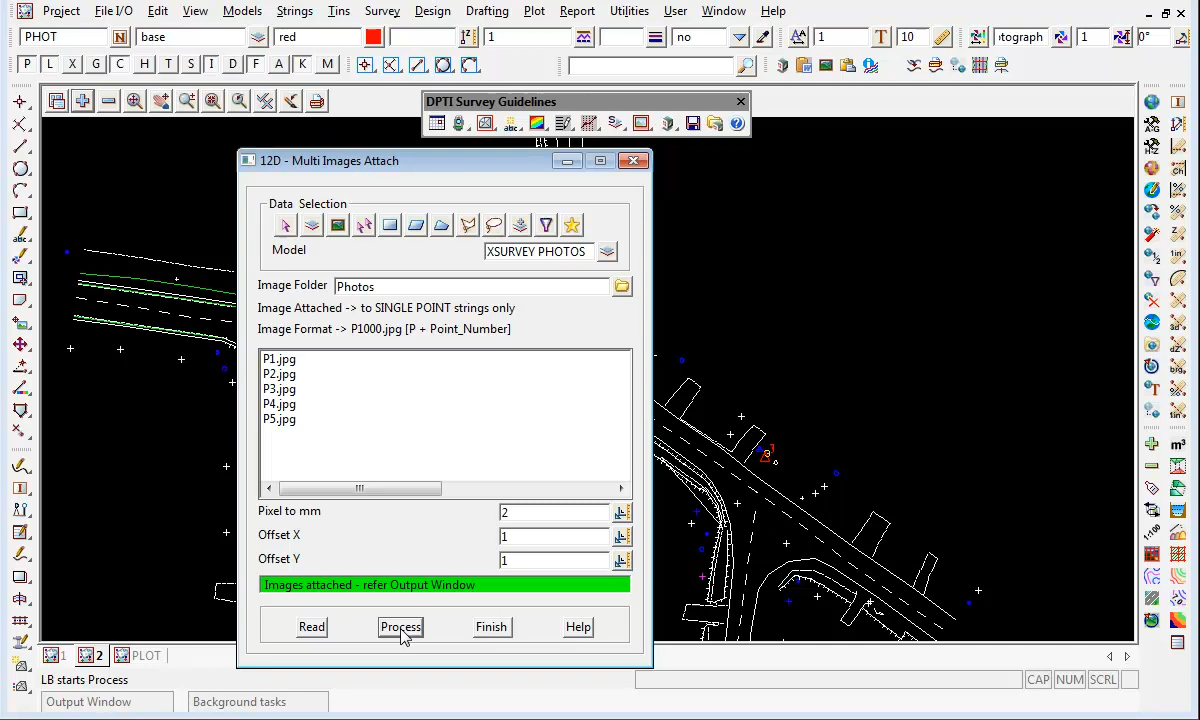 Project File I/O Edit View Models Strings Tins Survey Design Drafting Plot Report Utilities User Window Help
PHOT N base red 1 no 1 T 10 itograph 1 0°
P L X G C H T S I D F A K M
DPTI Survey Guidelines
12D - Multi Images Attach
Data Selection
Model XSURVEY PHOTOS
Image Folder Photos
Image Attached -> to SINGLE POINT strings only
Image Format -> P1000.jpg [P + Point_Number]
P1.jpg
P2.jpg
P3.jpg
P4.jpg
P5.jpg
Pixel to mm 2
Offset X 1
Offset Y 1
Images attached - refer Output Window
Read Process Finish Help
1 2 PLOT
LB starts Process CAP NUM SCRL
Output Window Background tasks